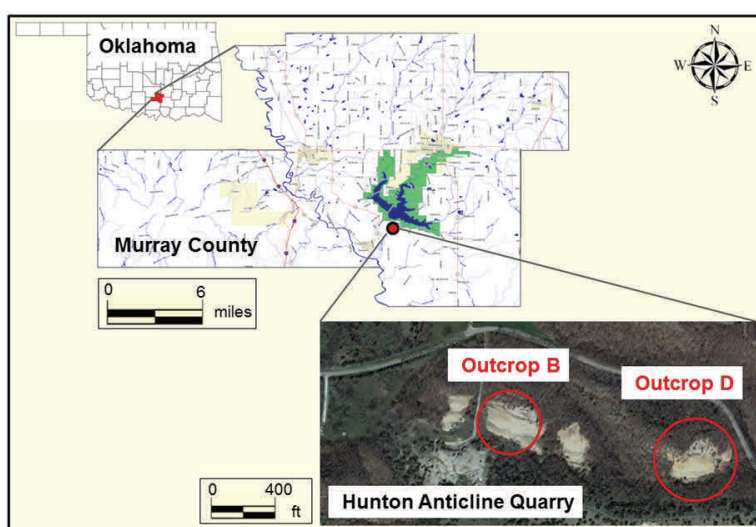 Oklahoma
N
W
E
S
Murray County
0
6
miles
Outcrop B
Outcrop D
0
400
ft
Hunton Anticline Quarry